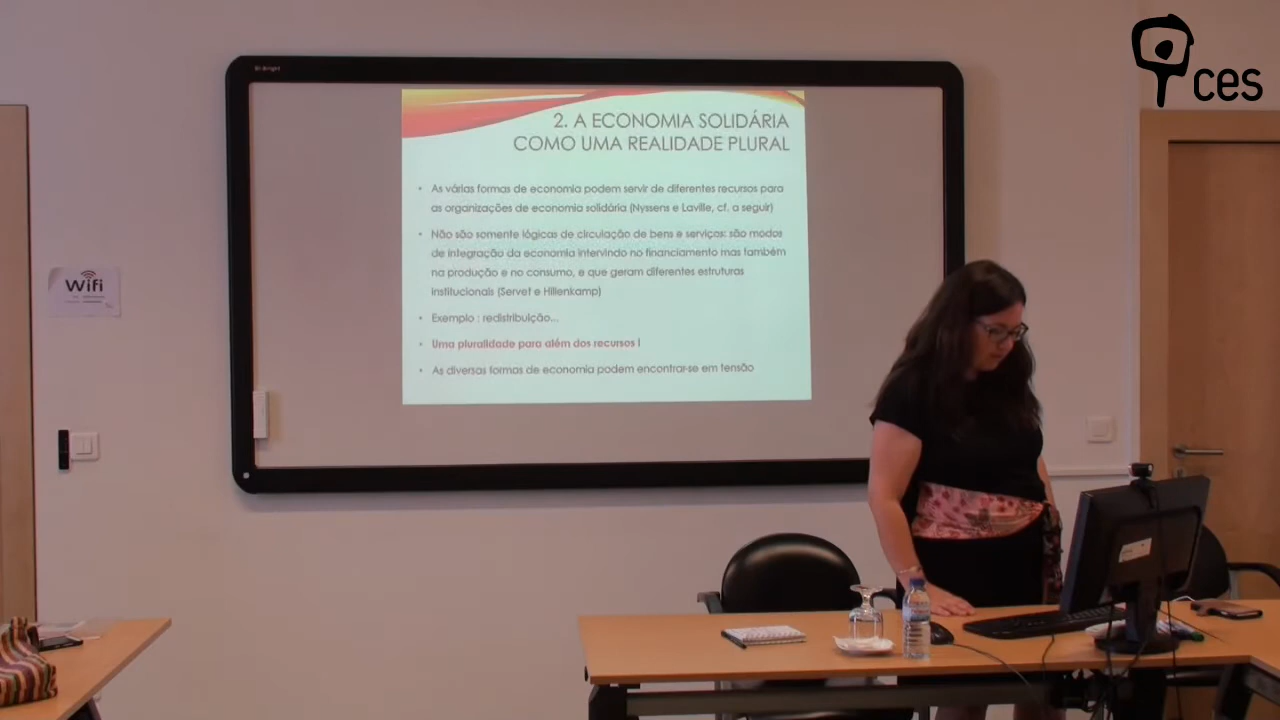 ces
2. A ECONOMIA SOLIDÁRIA
COMO UMA REALIDADE PLURAL
• As várias formas de economia podem servir de diferentes recursos para
as organizações de economia solidária (Nyssens e Laville, cf. a seguir)
• Não são somente lógicas de circulação de bens e serviços: são modos
de integração da economia intervindo no financiamento mas também
na produção e no consumo, e que geram diferentes estruturas
institucionais (Servet e Hillenkamp)
• Exemplo : redistribuição...
• Uma pluralidade para além dos recursos !
• As diversas formas de economia podem encontrar-se em tensão
Wifi